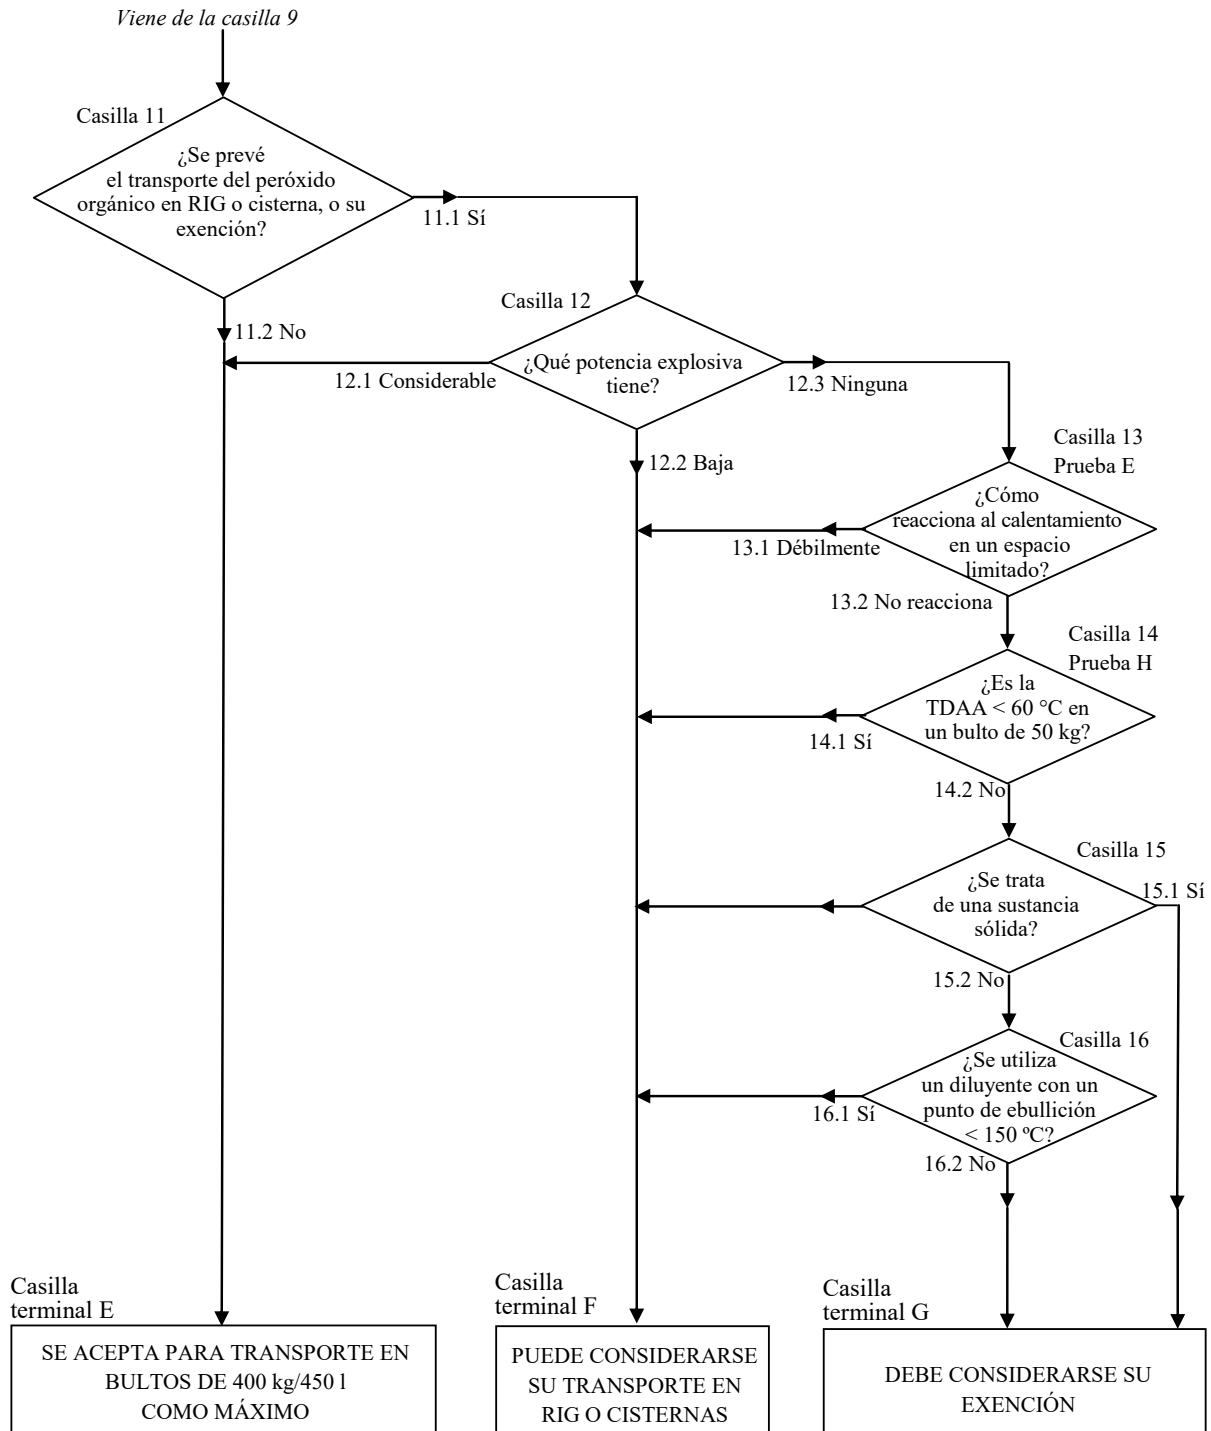 Viene de la casilla 9
Casilla 11
¿Se prevé
el transporte del peróxido
orgánico en RIG o cisterna, o su
exención?
11.1 Sí
11.2 No
Casilla 12
¿Qué potencia explosiva
tiene?
12.1 Considerable
12.3 Ninguna
12.2 Baja
Casilla 13
Prueba E
¿Cómo
reacciona al calentamiento
en un espacio
limitado?
13.1 Débilmente
13.2 No reacciona
Casilla 14
Prueba H
¿Es la
TDAA < 60 °C en
un bulto de 50 kg?
14.1 Sí
14.2 No
Casilla 15
¿Se trata
de una sustancia
sólida?
15.1 Sí
15.2 No
Casilla 16
¿Se utiliza
un diluyente con un
punto de ebullición
< 150 ºC?
16.1 Sí
16.2 No
Casilla
terminal E
SE ACEPTA PARA TRANSPORTE EN
BULTOS DE 400 kg/450 l
COMO MÁXIMO
Casilla
terminal F
PUEDE CONSIDERARSE
SU TRANSPORTE EN
RIG O CISTERNAS
Casilla
terminal G
DEBE CONSIDERARSE SU
EXENCIÓN